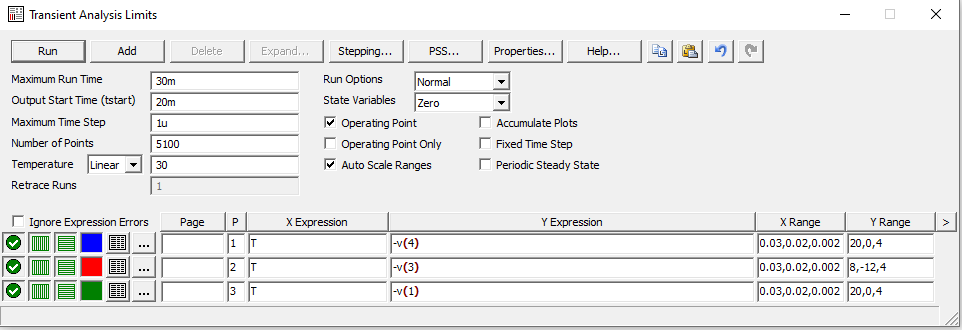 Transient Analysis Limits
Run Add Delete Expand... Stepping... PSS... Properties... Help...
Maximum Run Time 30m Run Options Normal
Output Start Time (tstart) 20m State Variables Zero
Maximum Time Step 1u Operating Point Accumulate Plots
Number of Points 5100 Operating Point Only Fixed Time Step
Temperature Linear 30 Auto Scale Ranges Periodic Steady State
Retrace Runs 1
Ignore Expression Errors Page P X Expression Y Expression X Range Y Range >
... 1 T -v(4) 0.03,0.02,0.002 20,0,4
... 2 T -v(3) 0.03,0.02,0.002 8,-12,4
... 3 T -v(1) 0.03,0.02,0.002 20,0,4